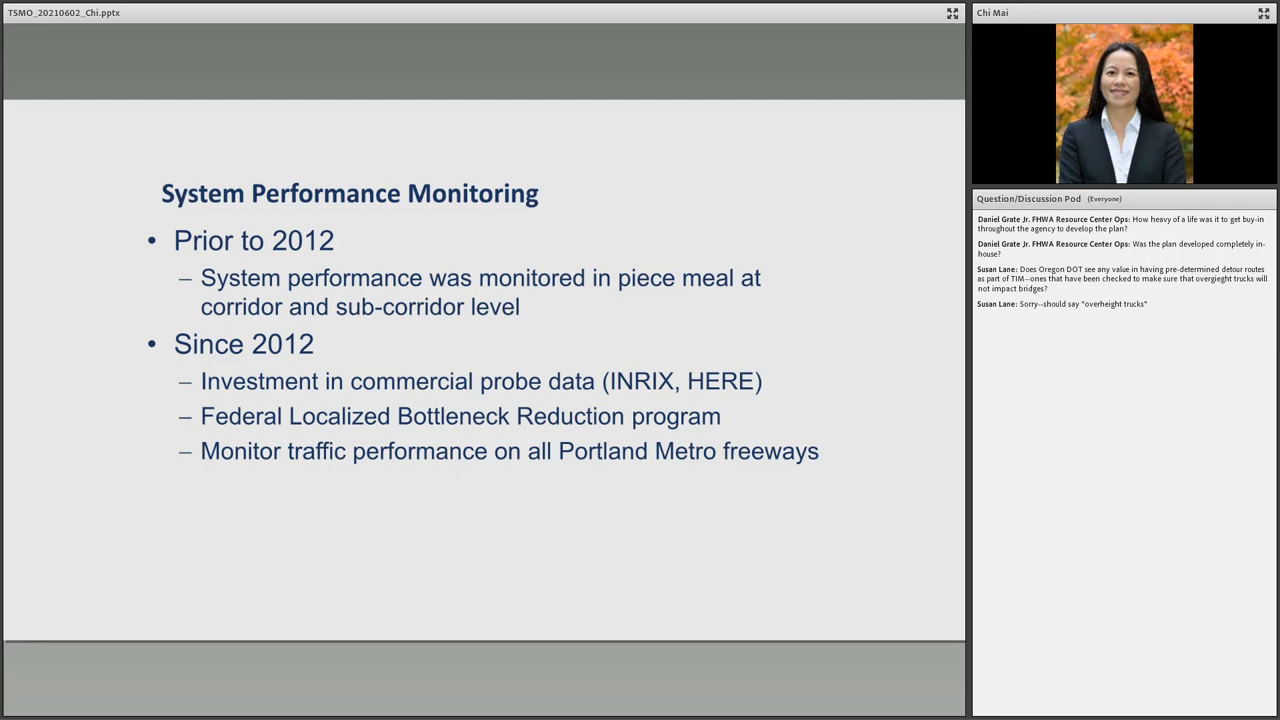 TSMO_20210602_Chi.pptx
System Performance Monitoring
• Prior to 2012
– System performance was monitored in piece meal at
corridor and sub-corridor level
• Since 2012
– Investment in commercial probe data (INRIX, HERE)
– Federal Localized Bottleneck Reduction program
– Monitor traffic performance on all Portland Metro freeways
Chi Mai
Question/Discussion Pod (Everyone)
Daniel Grate Jr. FHWA Resource Center Ops: How heavy of a life was it to get buy-in
throughout the agency to develop the plan?
Daniel Grate Jr. FHWA Resource Center Ops: Was the plan developed completely in-
house?
Susan Lane: Does Oregon DOT see any value in having pre-determined detour routes
as part of TIM--ones that have been checked to make sure that overgieght trucks will
not impact bridges?
Susan Lane: Sorry--should say "overheight trucks"